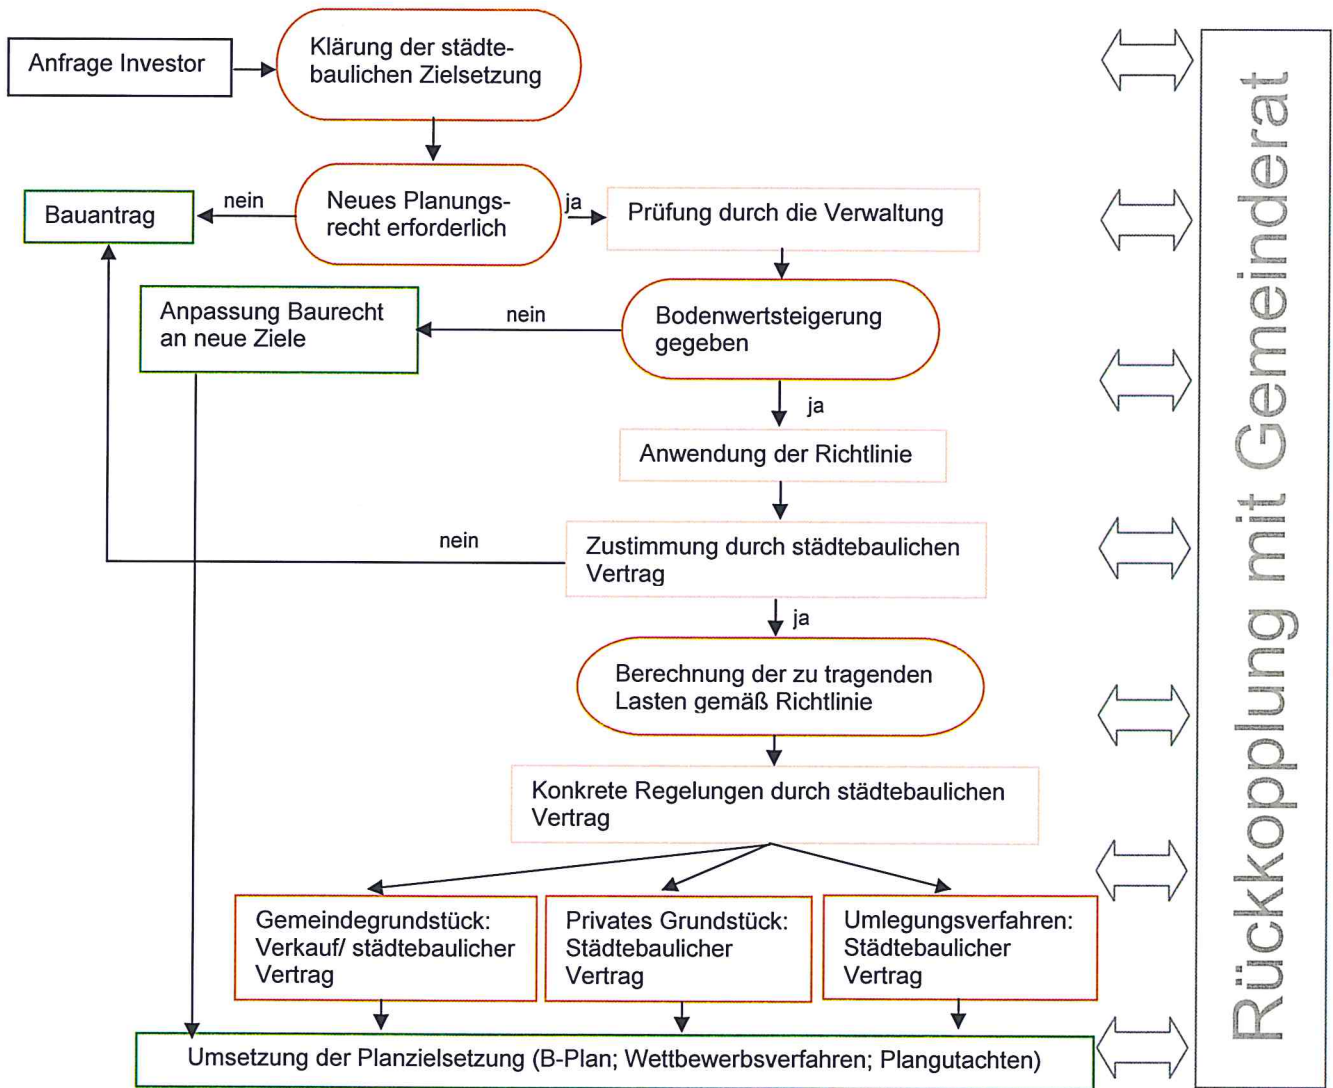 Anfrage Investor
Klärung der städte-
baulichen Zielsetzung
Bauantrag
nein
Neues Planungs-
recht erforderlich
ja
Prüfung durch die Verwaltung
Anpassung Baurecht
an neue Ziele
nein
Bodenwertsteigerung
gegeben
ja
Anwendung der Richtlinie
nein
Zustimmung durch städtebaulichen
Vertrag
ja
Berechnung der zu tragenden
Lasten gemäß Richtlinie
Konkrete Regelungen durch städtebaulichen
Vertrag
Gemeindegrundstück:
Verkauf/ städtebaulicher
Vertrag
Privates Grundstück:
Städtebaulicher
Vertrag
Umlegungsverfahren:
Städtebaulicher
Vertrag
Umsetzung der Planzielsetzung (B-Plan; Wettbewerbsverfahren; Plangutachten)
Rückkopplung mit Gemeinderat